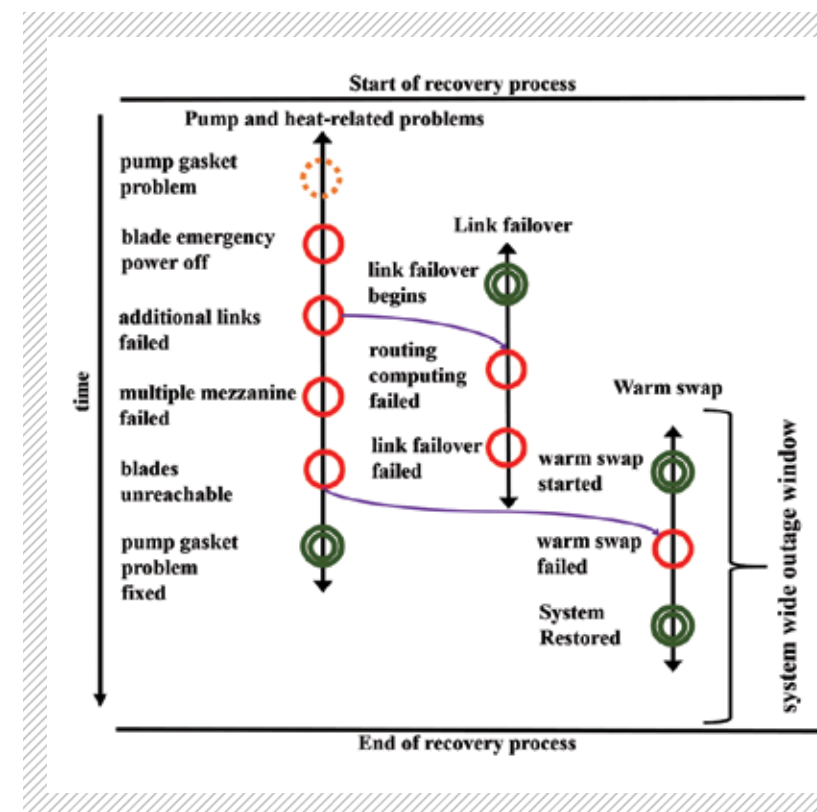 Start of recovery process
Pump and heat-related problems
pump gasket
problem
blade emergency
power off
additional links
failed
multiple mezzanine
failed
blades
unreachable
pump gasket
problem
fixed
time
Link failover
link failover
begins
routing
computing
failed
link failover
failed
Warm swap
warm swap
started
warm swap
failed
System
Restored
system wide outage window
End of recovery process